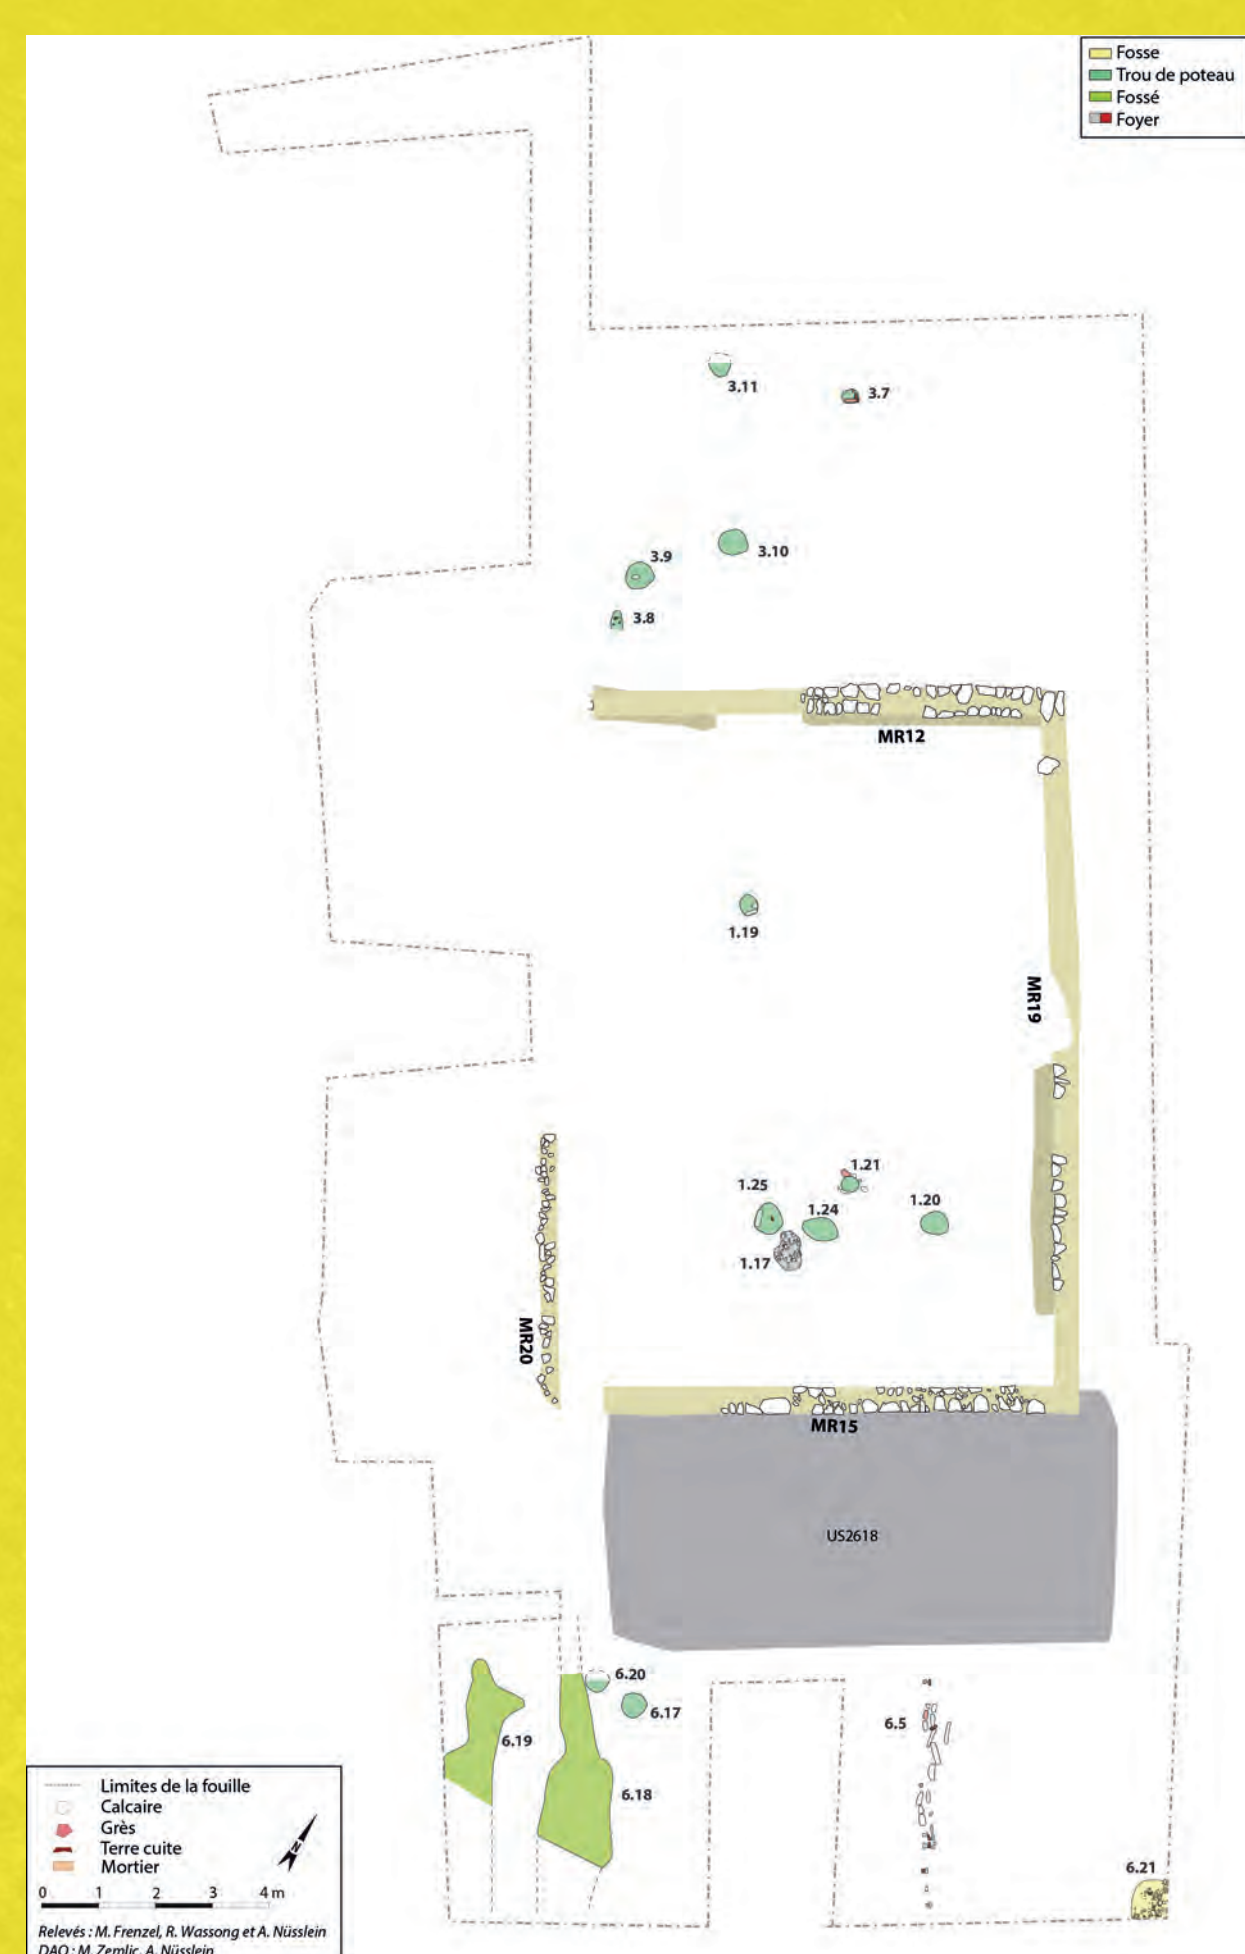 Fosse
Trou de poteau
Fossé
Foyer
3.11
3.7
3.10
3.9
3.8
MR12
1.19
MR19
1.21
1.25
1.24
1.20
1.17
MR20
MR15
US2618
6.20
6.17
6.5
6.19
6.18
6.21
Limites de la fouille
Calcaire
Grès
Terre cuite
Mortier
N
0 1 2 3 4 m
Relevés : M. Frenzel, R. Wassong et A. Nüsslein
DAO : M. Zemlic, A. Nüsslein